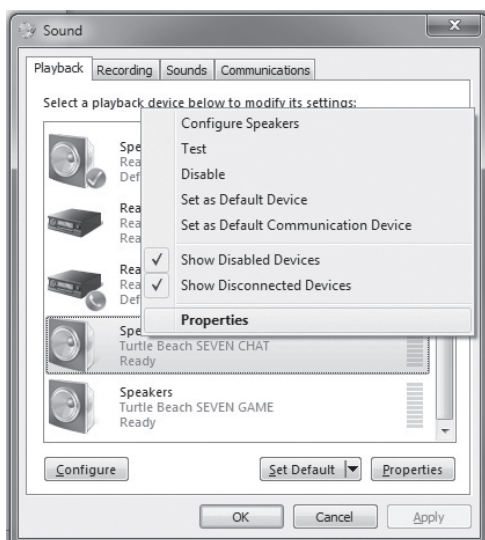 Sound
Playback Recording Sounds Communications
Select a playback device below to modify its settings:
Configure Speakers
Test
Disable
Set as Default Device
Set as Default Communication Device
Show Disabled Devices
Show Disconnected Devices
Properties
Turtle Beach SEVEN CHAT
Ready
Speakers
Turtle Beach SEVEN GAME
Ready
Configure Set Default Properties
OK Cancel Apply